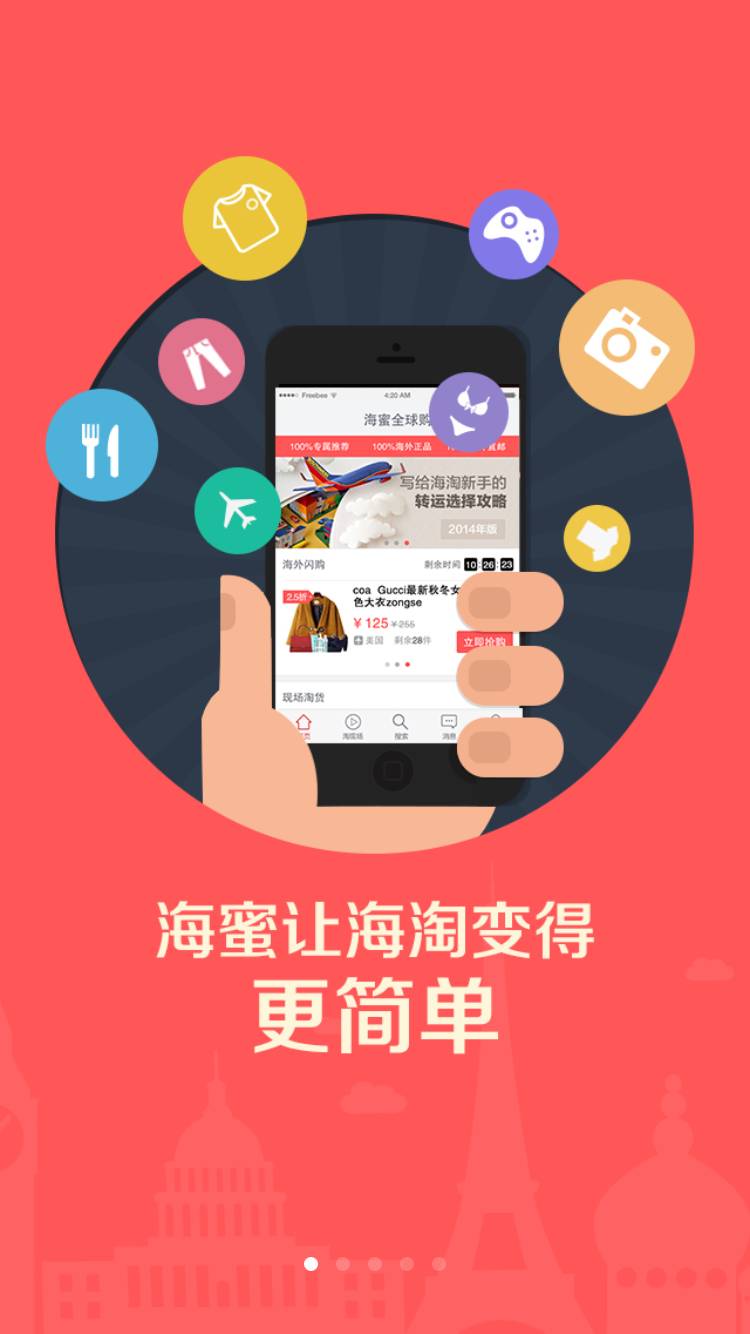 Freebee
4:20 AM
海蜜全球购
100%专属推荐
100%海外正品
直邮
写给海淘新手的
转运选择攻略
2014年版
海外闪购
剩余时间 10:26:23
2.5折
coa Gucci最新秋冬女
色大衣zongse
¥ 125 ¥255
美国 剩余28件
立即抢购
现场淘货
页
淘现场
搜索
消息
海蜜让海淘变得
更简单